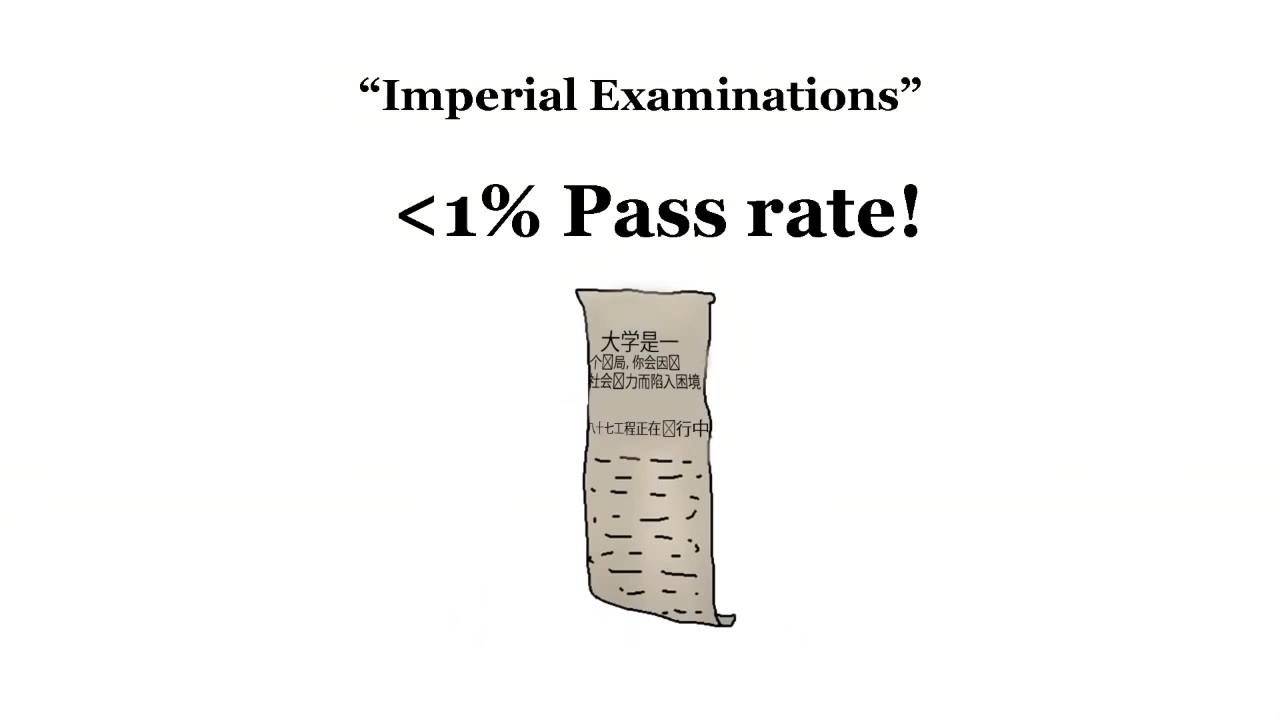 “Imperial Examinations”
<1% Pass rate!
大学是一
个☒局, 你会因☒
社会☒力而陷入困境
八十七工程正在☒行中